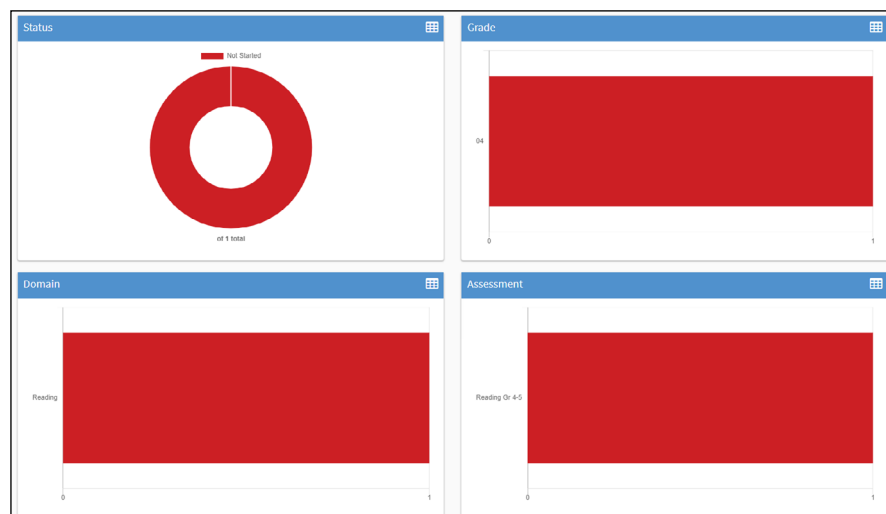 Status
Not Started
of 1 total
Grade
04
0
1
Domain
Reading
0
1
Assessment
Reading Gr 4-5
0
1